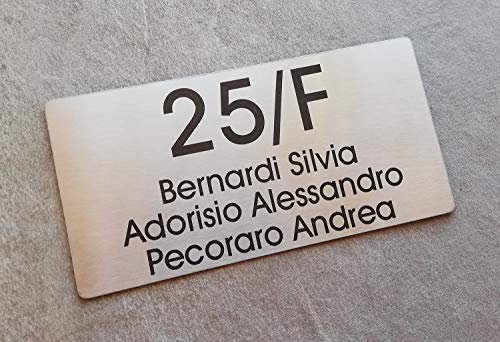 25/F
Bernardi Silvia
Adorisio Alessandro
Pecoraro Andrea